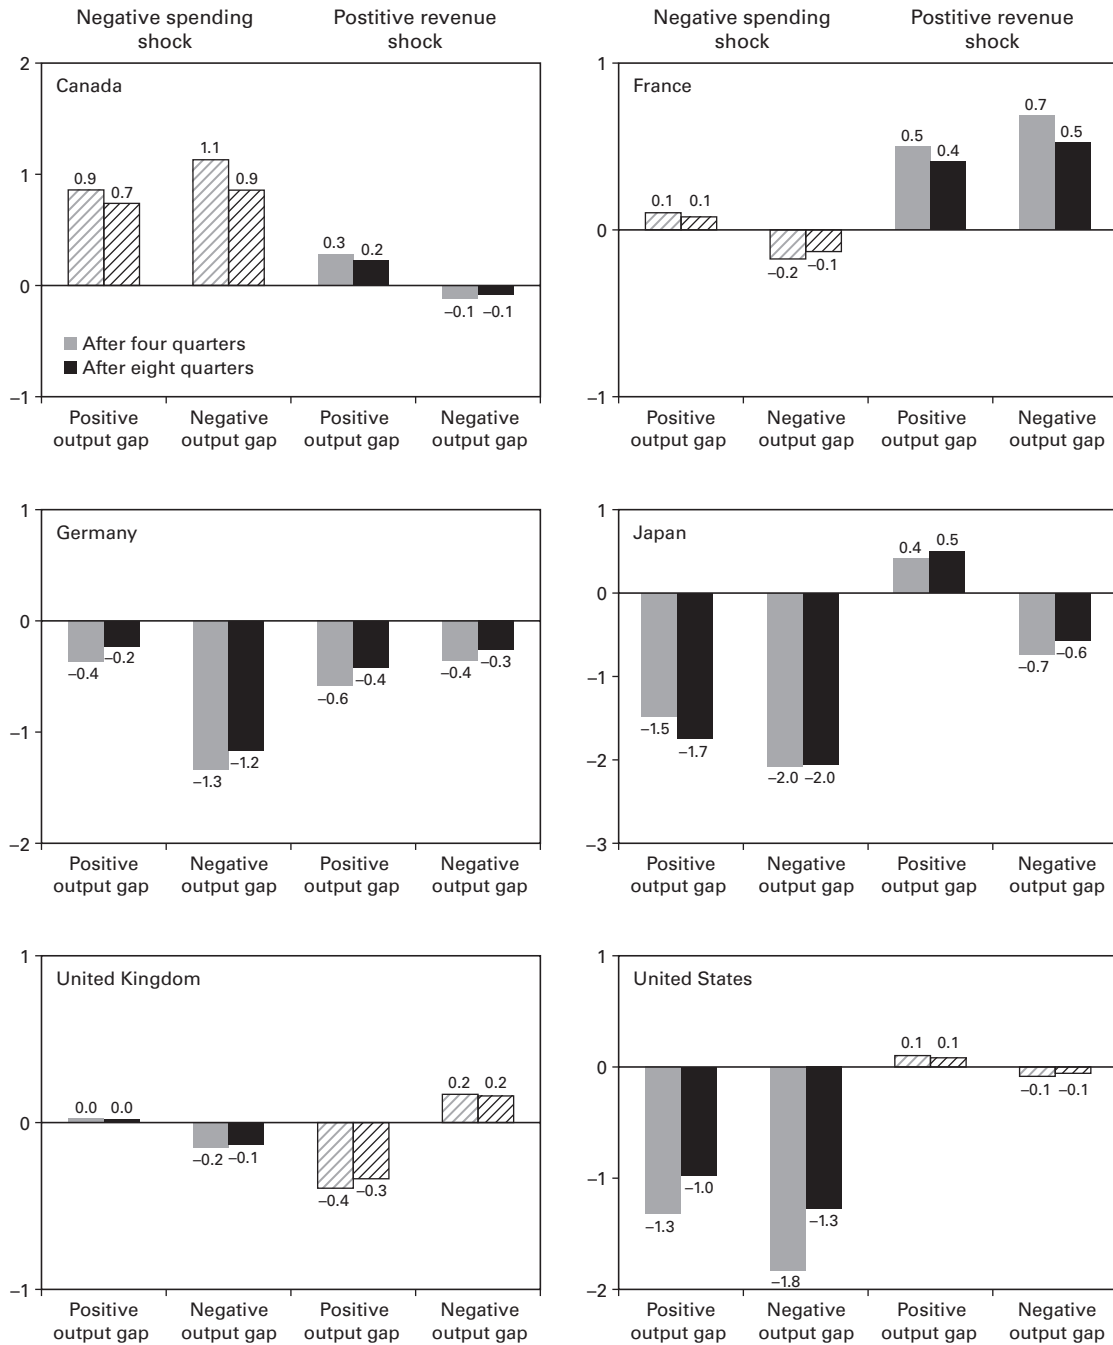 Negative spending
shock
Postitive revenue
shock
Negative spending
shock
Postitive revenue
shock
2
1
0
–1
Canada
0.9
0.7
1.1
0.9
0.3
0.2
–0.1
–0.1
After four quarters
After eight quarters
Positive
output gap
Negative
output gap
Positive
output gap
Negative
output gap
1
0
–1
France
0.1
0.1
–0.2
–0.1
0.5
0.4
0.7
0.5
Positive
output gap
Negative
output gap
Positive
output gap
Negative
output gap
1
0
–1
–2
Germany
–0.4
–0.2
–1.3
–1.2
–0.6
–0.4
–0.4
–0.3
Positive
output gap
Negative
output gap
Positive
output gap
Negative
output gap
1
0
–1
–2
–3
Japan
–1.5
–1.7
–2.0
–2.0
0.4
0.5
–0.7
–0.6
Positive
output gap
Negative
output gap
Positive
output gap
Negative
output gap
1
0
–1
United Kingdom
0.0
0.0
–0.2
–0.1
–0.4
–0.3
0.2
0.2
Positive
output gap
Negative
output gap
Positive
output gap
Negative
output gap
1
0
–1
–2
United States
–1.3
–1.0
–1.8
–1.3
0.1
0.1
–0.1
–0.1
Positive
output gap
Negative
output gap
Positive
output gap
Negative
output gap